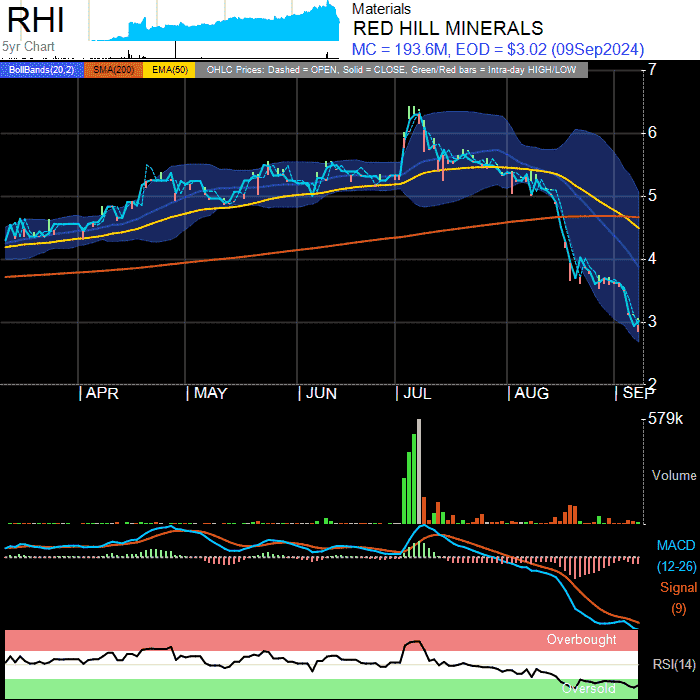 RHI
5yr Chart
Materials
RED HILL MINERALS
MC = 193.6M, EOD = $3.02 (09Sep2024)
BollBands(20,2) SMA(200) EMA(50) OHLC Prices: Dashed = OPEN, Solid = CLOSE, Green/Red bars = Intra-day HIGH/LOW
7
6
5
4
3
2
APR MAY JUN JUL AUG SEP
579k
Volume
MACD
(12-26)
Signal
(9)
Overbought
RSI(14)
Oversold